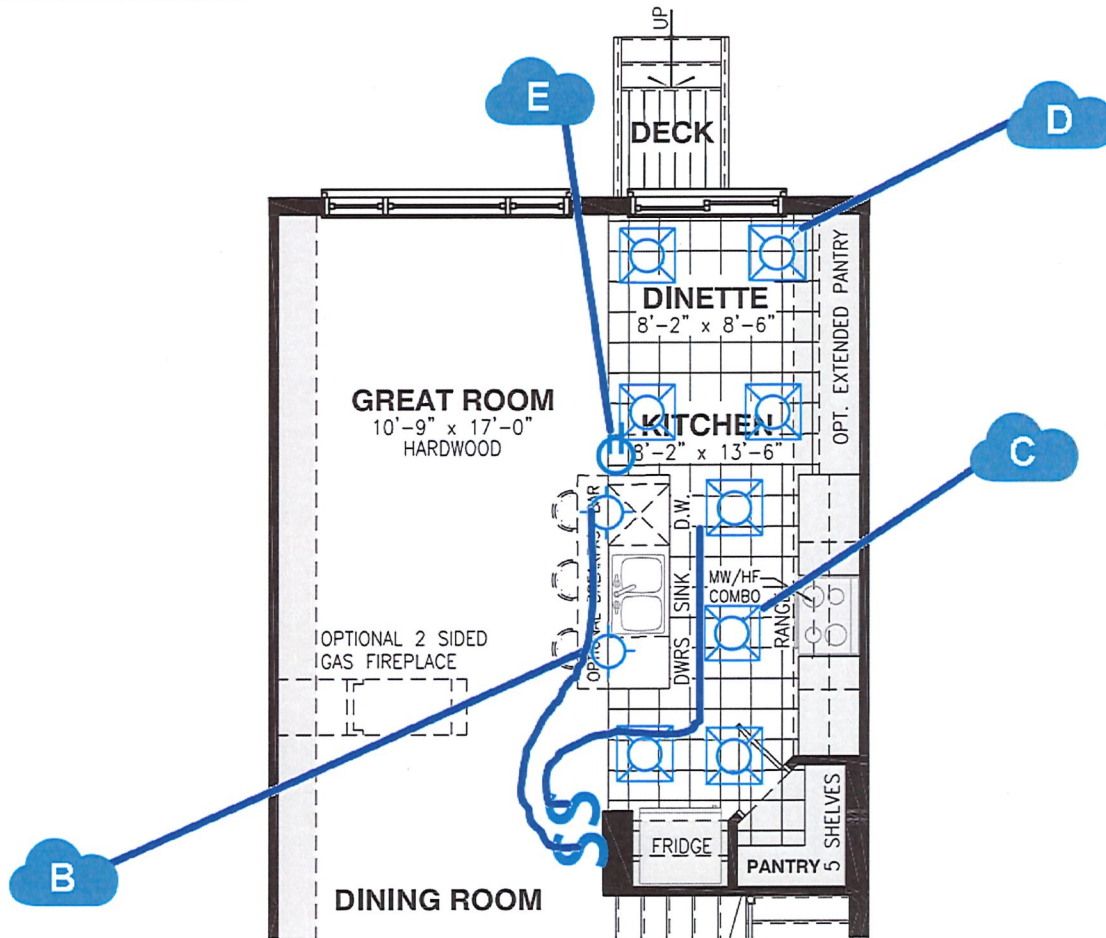 UP
E
D
DECK
DINETTE
8'-2" x 8'-6"
OPT. EXTENDED PANTRY
GREAT ROOM
10'-9" x 17'-0"
HARDWOOD
KITCHEN
8'-2" x 13'-6"
C
OPTIONAL BREAKFAST BAR
D.W.
SINK
DWRS
MW/HF
COMBO
RANGE
OPTIONAL 2 SIDED
GAS FIREPLACE
S
S
FRIDGE
PANTRY
5 SHELVES
B
DINING ROOM